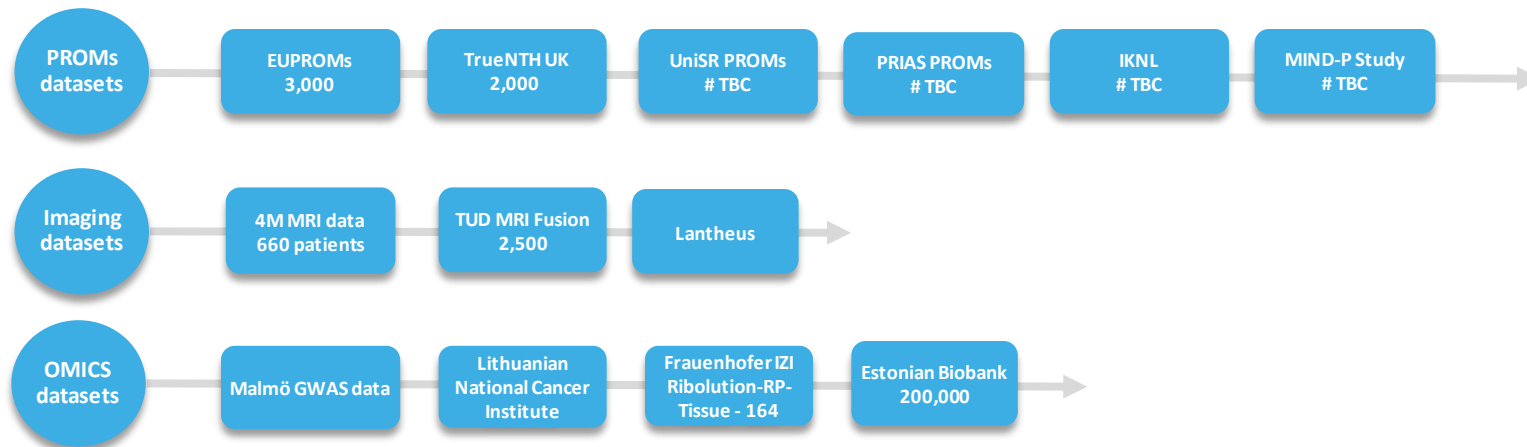 PROMs
datasets
EUPROMs
3,000
TrueNTH UK
2,000
UniSR PROMs
# TBC
PRIAS PROMs
# TBC
IKNL
# TBC
MIND-P Study
# TBC
Imaging
datasets
4M MRI data
660 patients
TUD MRI Fusion
2,500
Lantheus
OMICS
datasets
Malmö GWAS data
Lithuanian
National Cancer
Institute
Frauenhofer IZI
Ribolution-RP-
Tissue - 164
Estonian Biobank
200,000